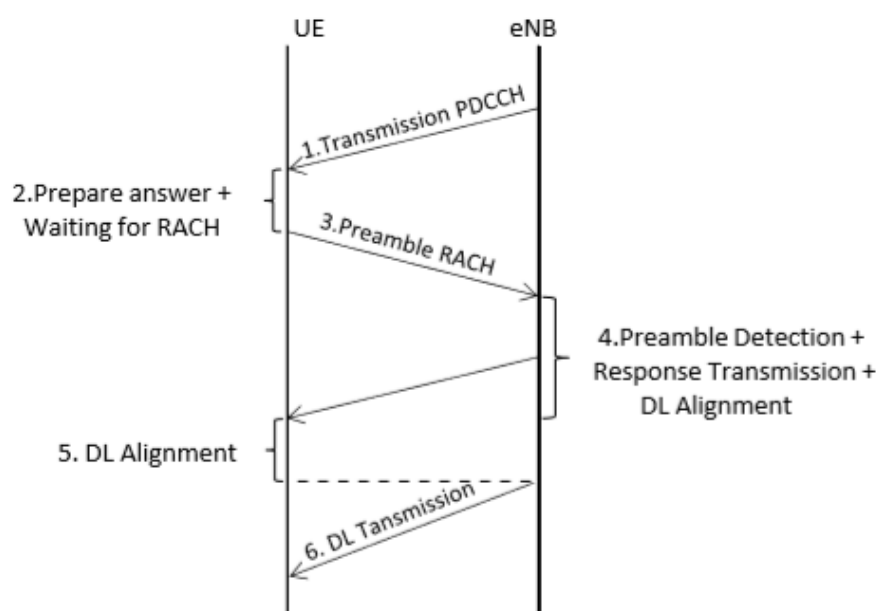 UE
eNB
1.Transmission PDCCH
2.Prepare answer +
Waiting for RACH
3.Preamble RACH
4.Preamble Detection +
Response Transmission +
DL Alignment
5. DL Alignment
6. DL Tansmission